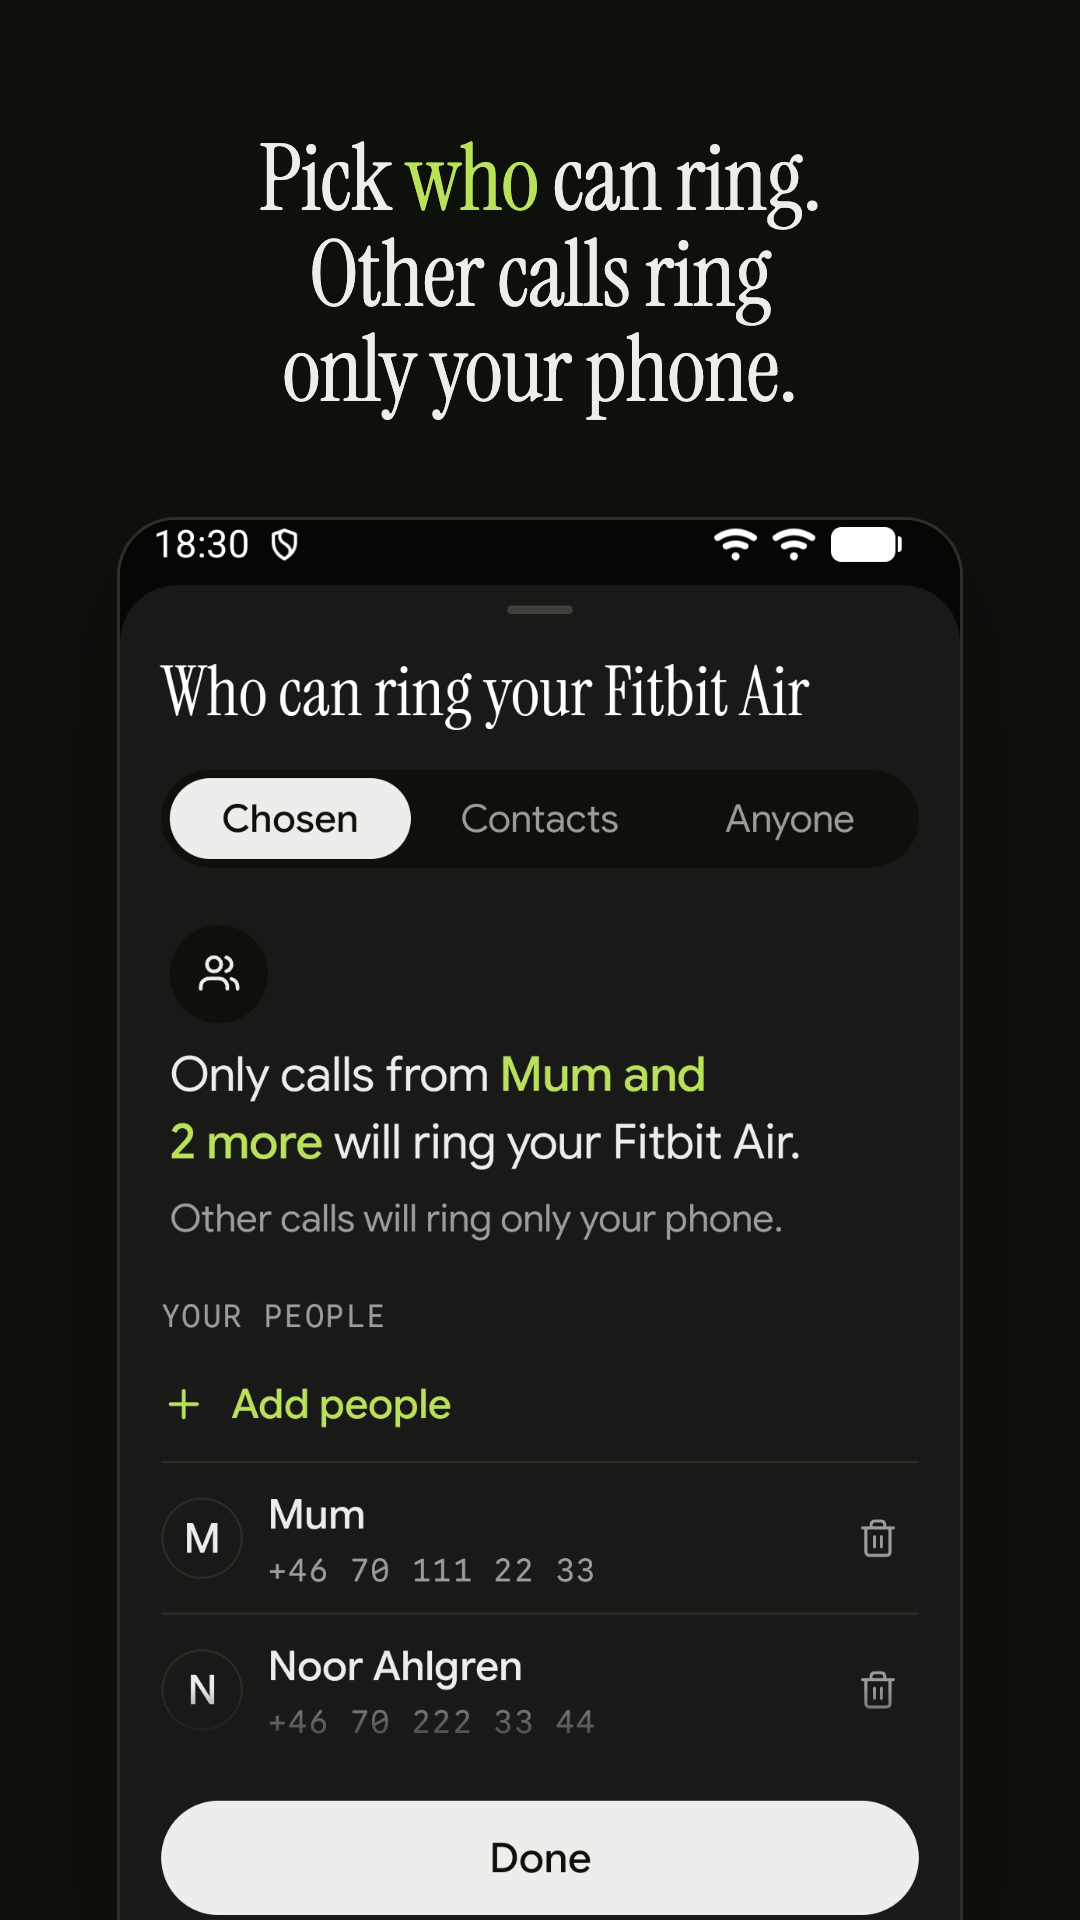 Pick who can ring.
Other calls ring
only your phone.
18:30
Who can ring your Fitbit Air
Chosen Contacts Anyone
Only calls from Mum and
2 more will ring your Fitbit Air.
Other calls will ring only your phone.
YOUR PEOPLE
+ Add people
M Mum
+46 70 111 22 33
N Noor Ahlgren
+46 70 222 33 44
Done